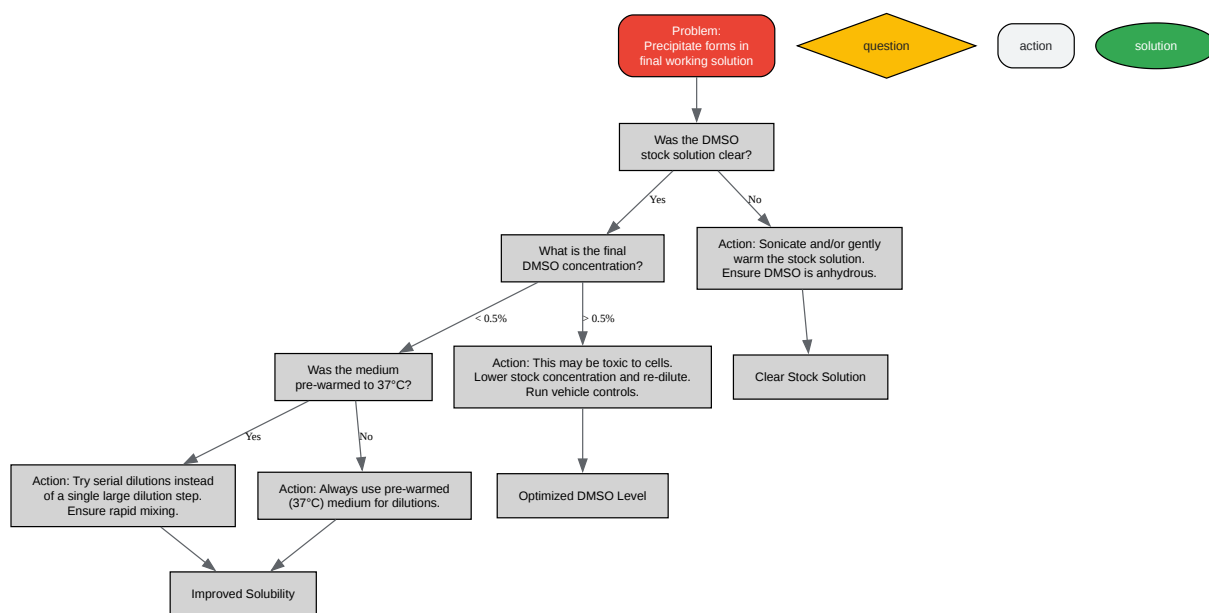 Problem:
Precipitate forms in
final working solution
question
action
solution
Was the DMSO
stock solution clear?
Yes
No
What is the final
DMSO concentration?
Action: Sonicate and/or gently
warm the stock solution.
Ensure DMSO is anhydrous.
< 0.5%
> 0.5%
Was the medium
pre-warmed to 37°C?
Action: This may be toxic to cells.
Lower stock concentration and re-dilute.
Run vehicle controls.
Clear Stock Solution
Yes
No
Action: Try serial dilutions instead
of a single large dilution step.
Ensure rapid mixing.
Action: Always use pre-warmed
(37°C) medium for dilutions.
Optimized DMSO Level
Improved Solubility